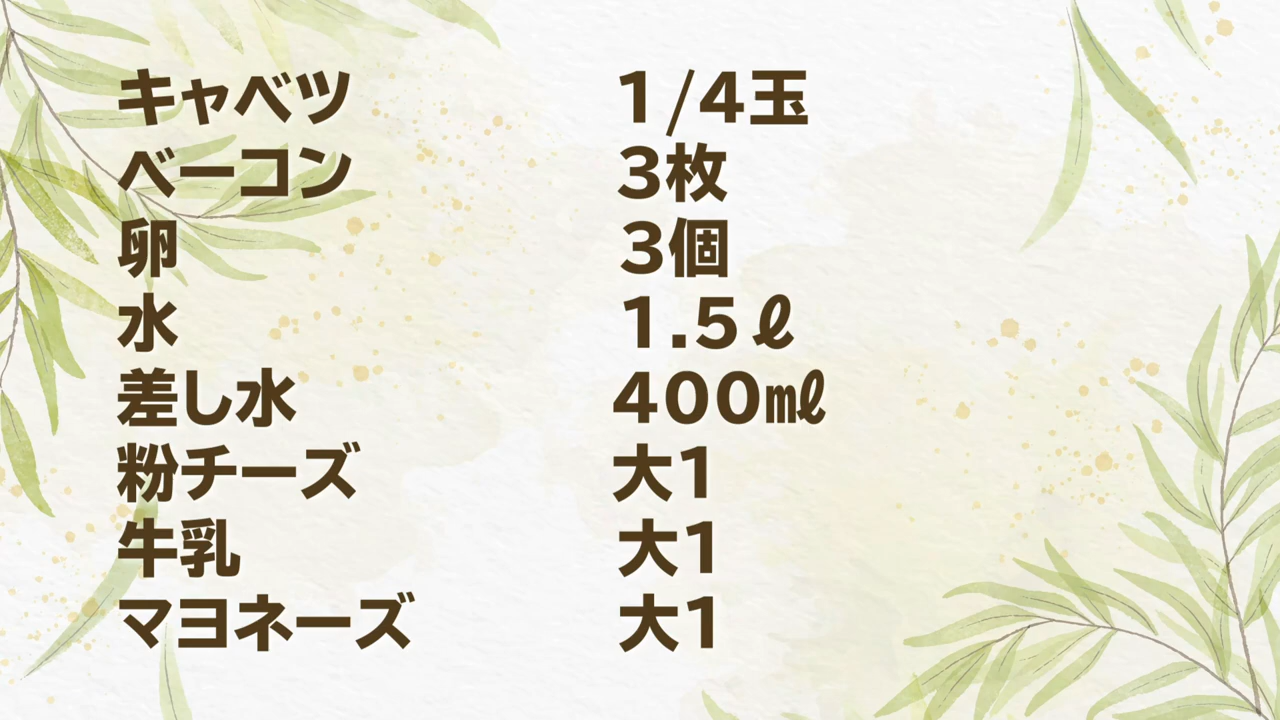 キャベツ 1/4玉
ベーコン 3枚
卵 3個
水 1.5ℓ
差し水 400㎖
粉チーズ 大1
牛乳 大1
マヨネーズ 大1